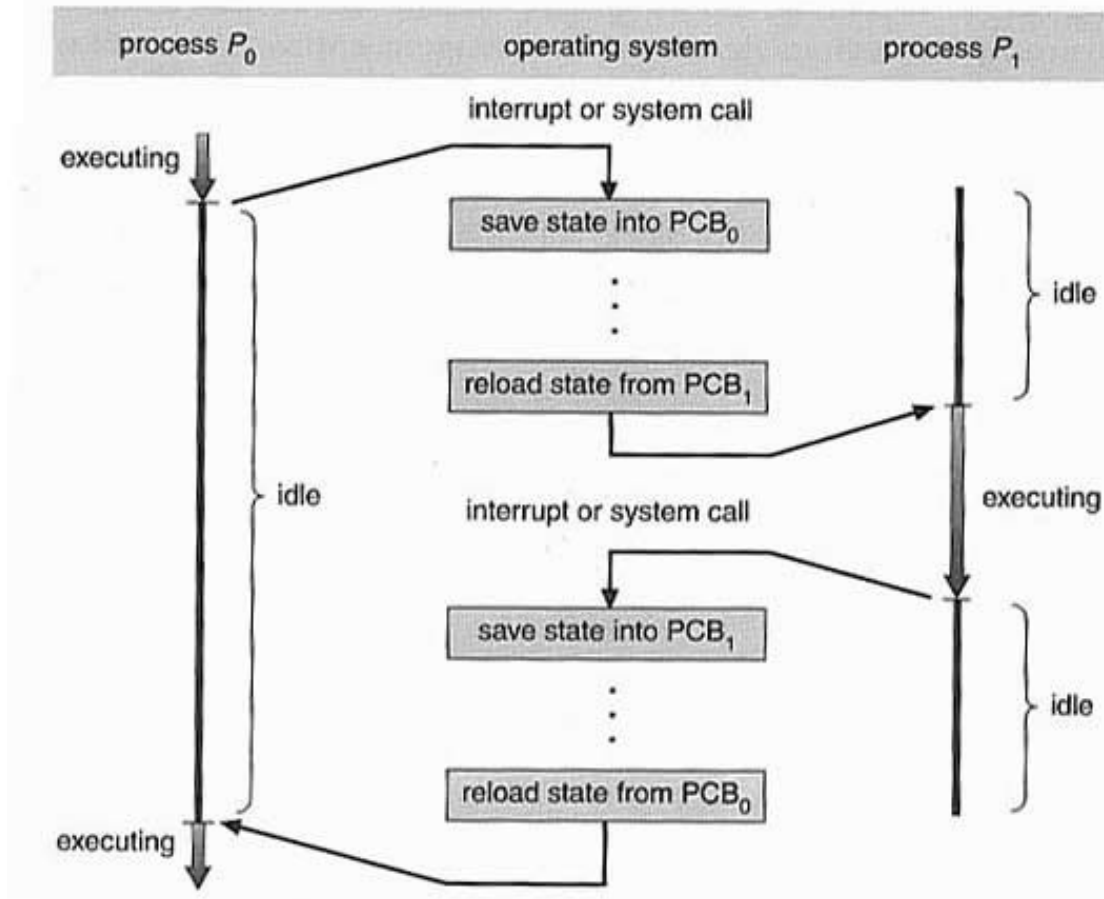 process P₀ operating system process P₁
interrupt or system call
executing
save state into PCB₀
idle
reload state from PCB₁
idle
executing
interrupt or system call
save state into PCB₁
idle
reload state from PCB₀
executing